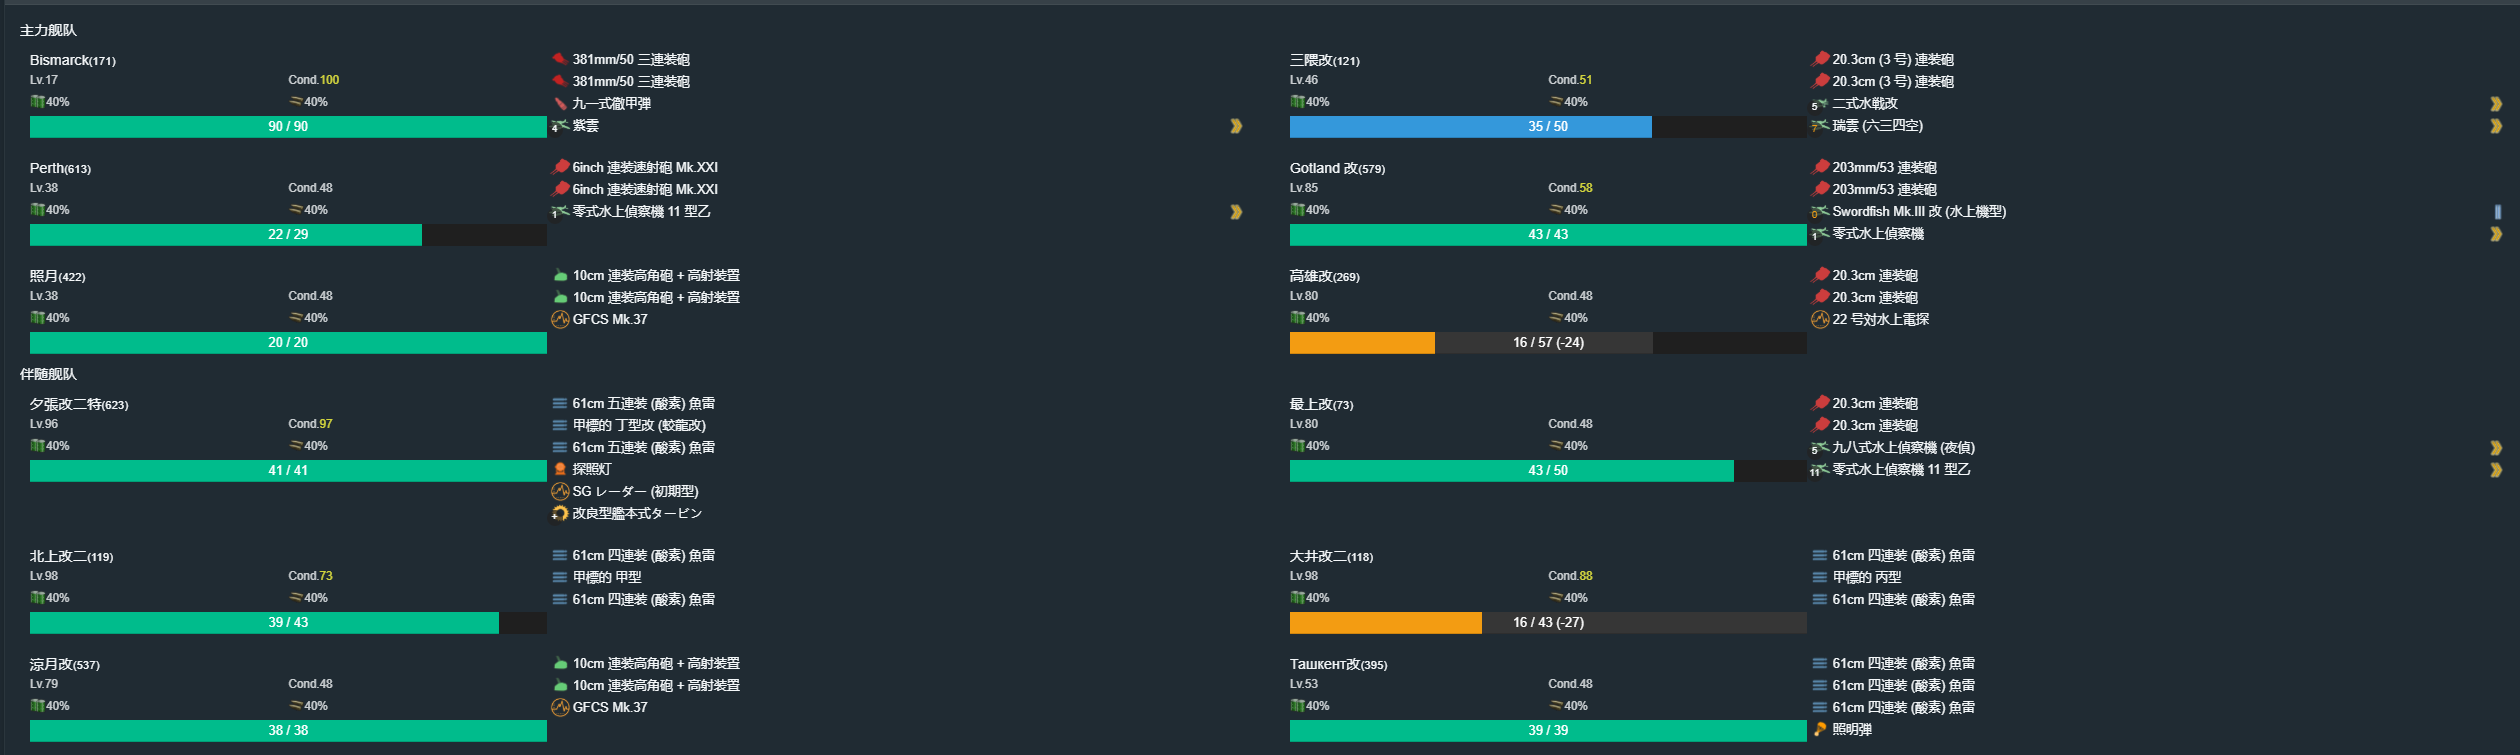 主力舰队
Bismarck(171)
Lv.17 Cond.100
40% 40%
90 / 90
381mm/50 三連装砲
381mm/50 三連装砲
九一式徹甲弾
4 紫雲
三隈改(121)
Lv.46 Cond.51
40% 40%
35 / 50
20.3cm (3 号) 連装砲
20.3cm (3 号) 連装砲
5 二式水戦改
7 瑞雲 (六三四空)
Perth(613)
Lv.38 Cond.48
40% 40%
22 / 29
6inch 連装速射砲 Mk.XXI
6inch 連装速射砲 Mk.XXI
1 零式水上偵察機 11 型乙
Gotland 改(579)
Lv.85 Cond.58
40% 40%
43 / 43
203mm/53 連装砲
203mm/53 連装砲
0 Swordfish Mk.III 改 (水上機型)
1 零式水上偵察機
照月(422)
Lv.38 Cond.48
40% 40%
20 / 20
10cm 連装高角砲 + 高射装置
10cm 連装高角砲 + 高射装置
GFCS Mk.37
高雄改(269)
Lv.80 Cond.48
40% 40%
16 / 57 (-24)
20.3cm 連装砲
20.3cm 連装砲
22 号対水上電探
伴随舰队
夕張改二特(623)
Lv.96 Cond.97
40% 40%
41 / 41
61cm 五連装 (酸素) 魚雷
甲標的 丁型改 (蛟龍改)
61cm 五連装 (酸素) 魚雷
探照灯
SG レーダー (初期型)
改良型艦本式タービン
最上改(73)
Lv.80 Cond.48
40% 40%
43 / 50
20.3cm 連装砲
20.3cm 連装砲
5 九八式水上偵察機 (夜偵)
11 零式水上偵察機 11 型乙
北上改二(119)
Lv.98 Cond.73
40% 40%
39 / 43
61cm 四連装 (酸素) 魚雷
甲標的 甲型
61cm 四連装 (酸素) 魚雷
大井改二(118)
Lv.98 Cond.88
40% 40%
16 / 43 (-27)
61cm 四連装 (酸素) 魚雷
甲標的 丙型
61cm 四連装 (酸素) 魚雷
涼月改(537)
Lv.79 Cond.48
40% 40%
38 / 38
10cm 連装高角砲 + 高射装置
10cm 連装高角砲 + 高射装置
GFCS Mk.37
Ташкент改(395)
Lv.53 Cond.48
40% 40%
39 / 39
61cm 四連装 (酸素) 魚雷
61cm 四連装 (酸素) 魚雷
61cm 四連装 (酸素) 魚雷
照明弾